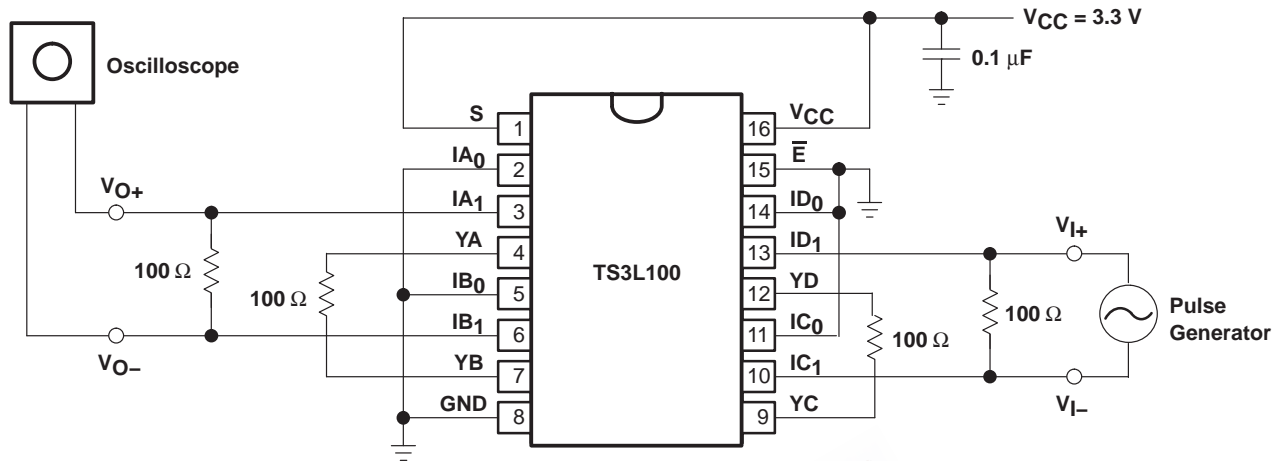 VCC = 3.3 V
0.1 µF
Oscilloscope
S
1
16
VCC
IA0
2
15
E̅
VO+
IA1
3
14
ID0
YA
4
13
ID1
VI+
100 Ω
100 Ω
TS3L100
IB0
5
12
YD
100 Ω
Pulse
Generator
IB1
6
11
IC0
100 Ω
VO–
YB
7
10
IC1
VI–
GND
8
9
YC